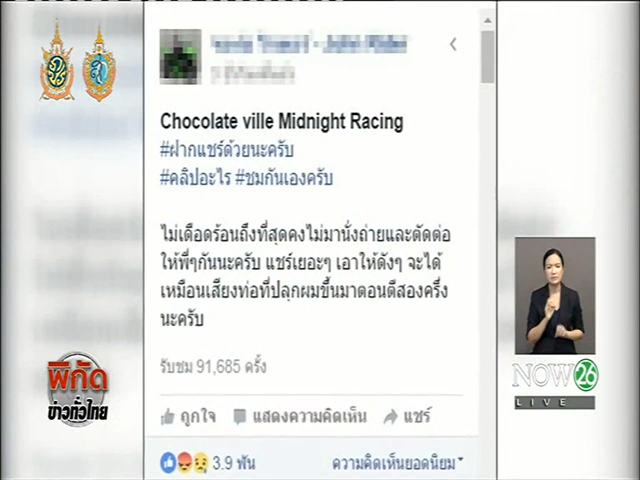 Chocolate ville Midnight Racing
#ฝากแชร์ด้วยนะครับ
#คลิปอะไร #ชมกันเองครับ
ไม่เดือดร้อนถึงที่สุดคงไม่มานั่งถ่ายและตัดต่อ
ให้พี่ๆกันนะครับ แชร์เยอะๆ เอาให้ดังๆ จะได้
เหมือนเสียงท่อที่ปลุกผมขึ้นมาตอนตีสองครึ่ง
นะครับ
รับชม 91,685 ครั้ง
ถูกใจ แสดงความคิดเห็น แชร์
3.9 พัน ความคิดเห็นยอดนิยม
พิกัด
ข่าวทั่วไทย
NOW26
LIVE